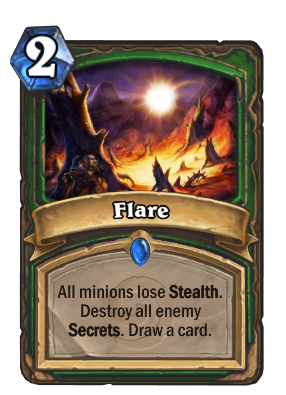 2
Flare
All minions lose Stealth.
Destroy all enemy
Secrets. Draw a card.